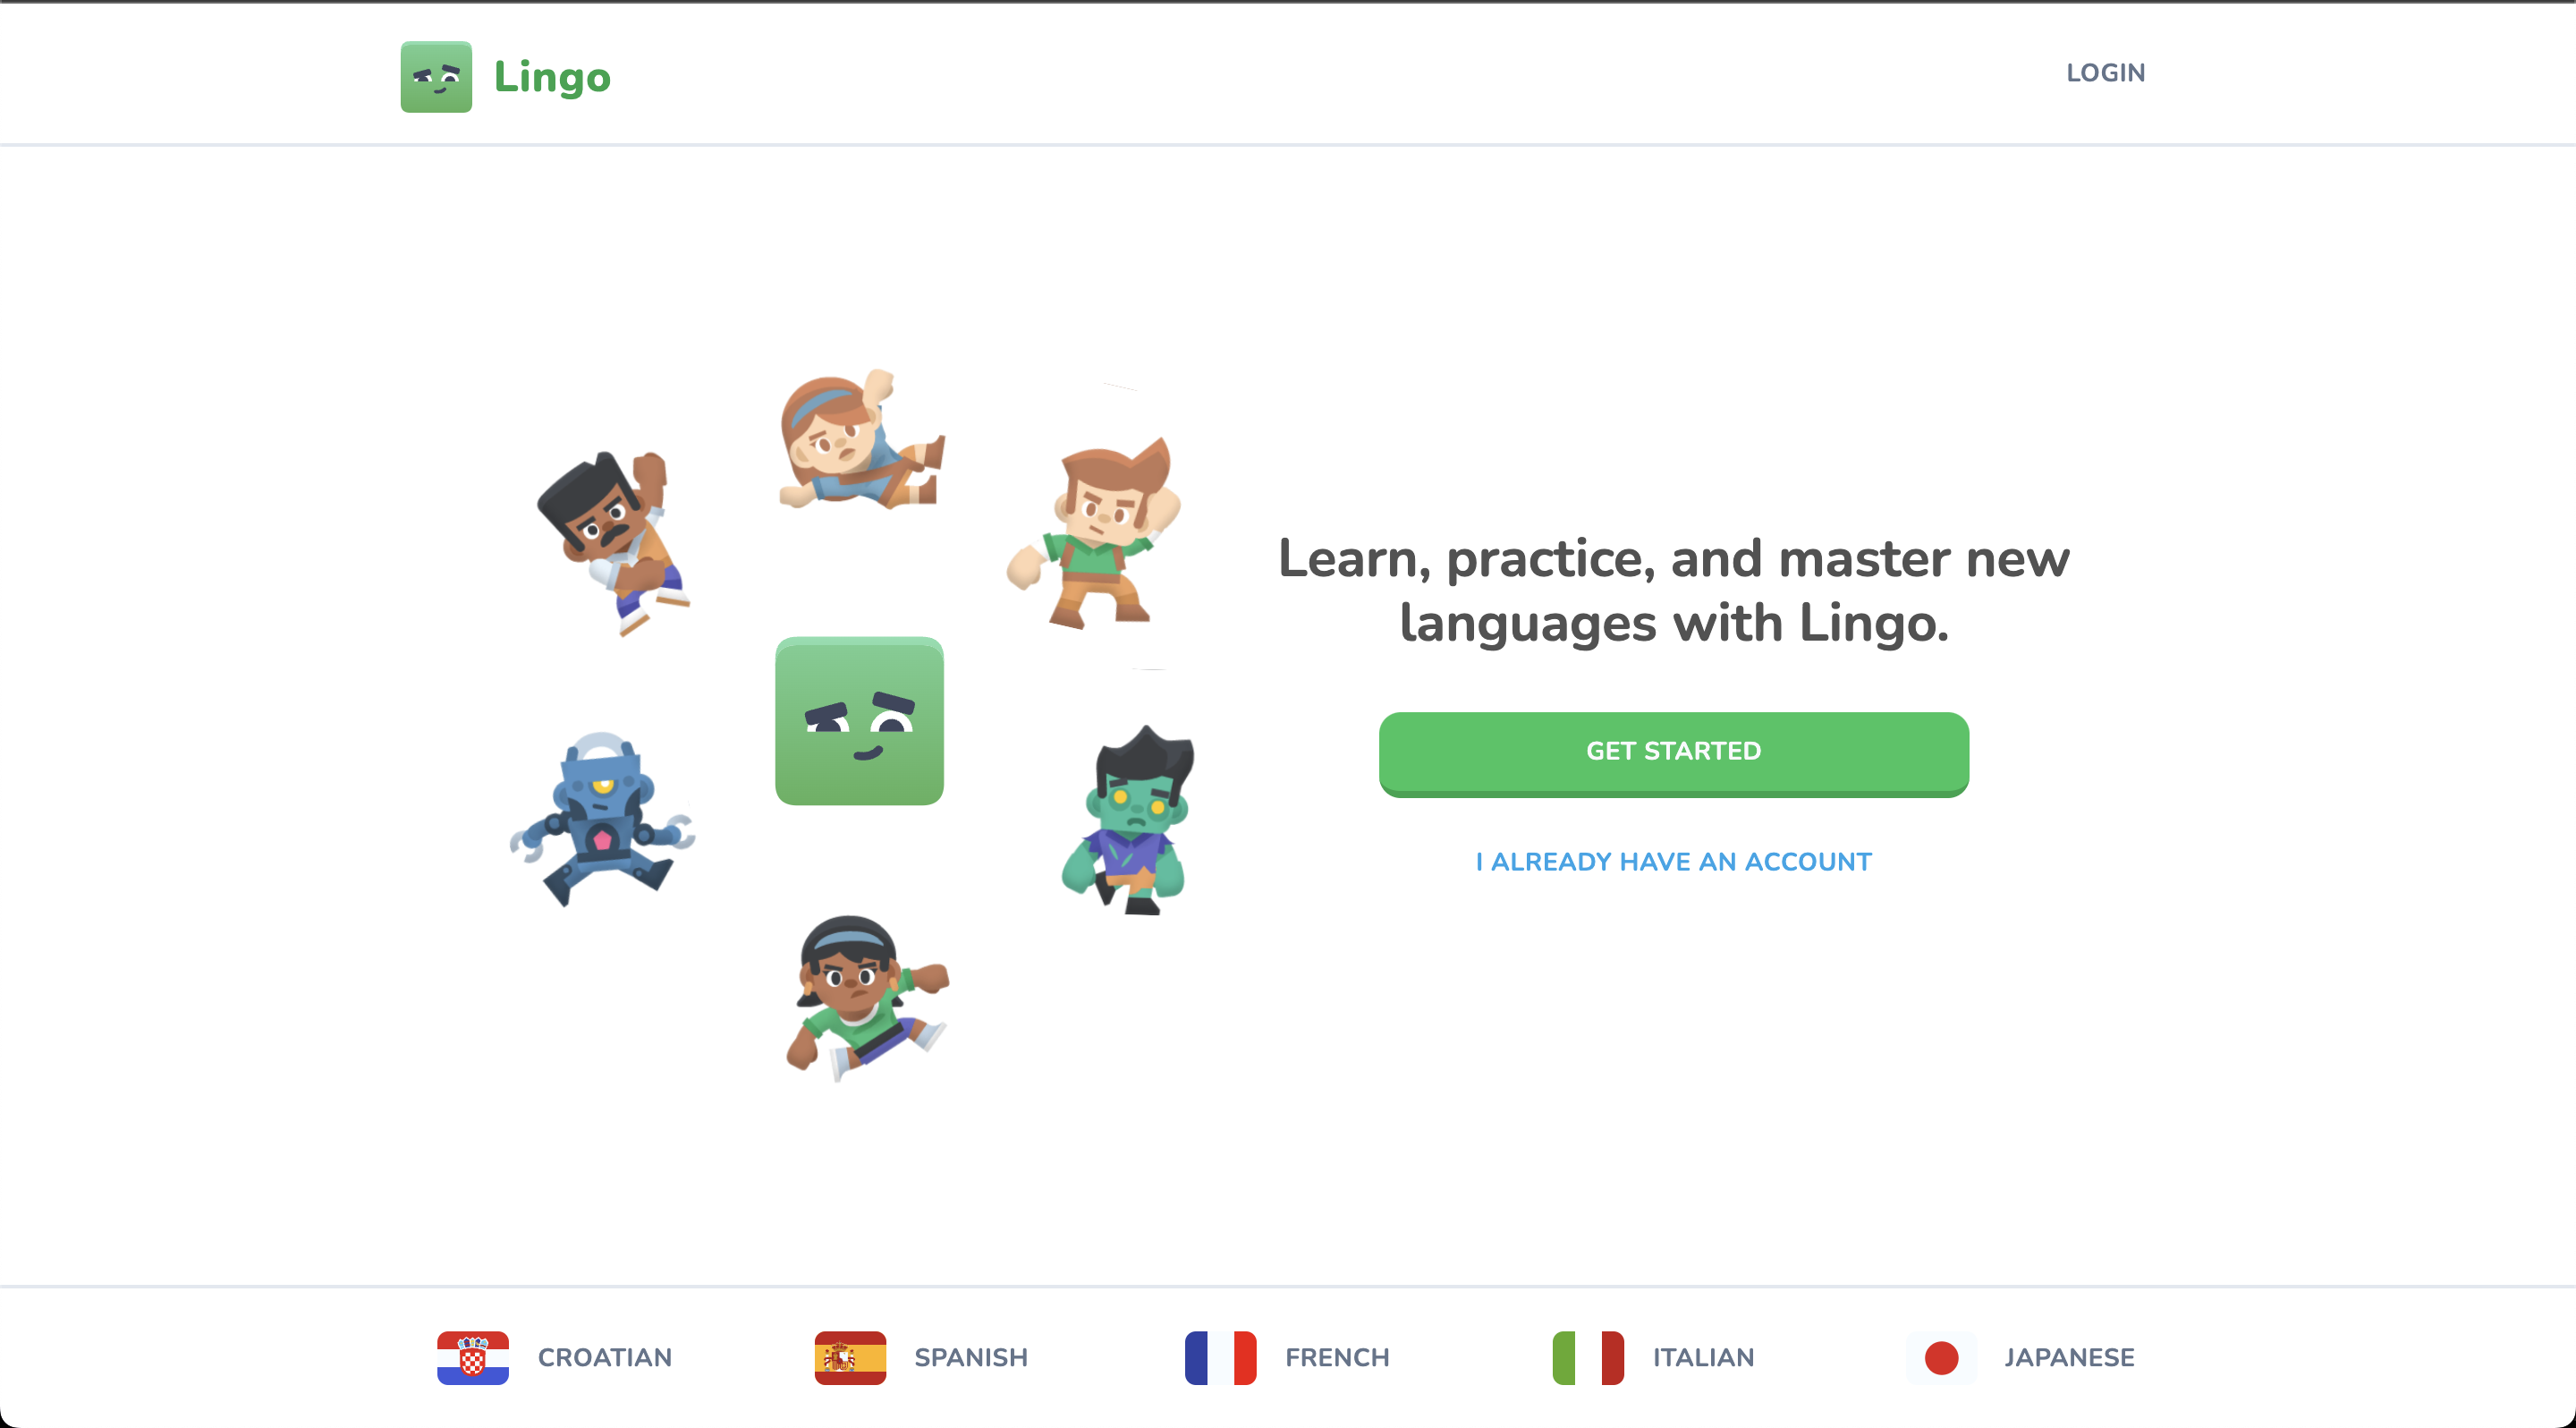 Lingo
LOGIN
Learn, practice, and master new
languages with Lingo.
GET STARTED
I ALREADY HAVE AN ACCOUNT
CROATIAN
SPANISH
FRENCH
ITALIAN
JAPANESE